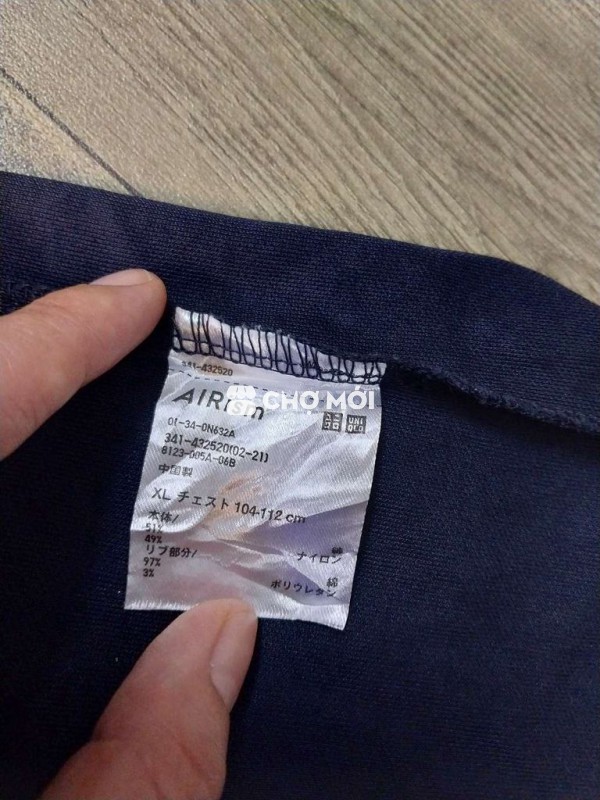 341-432520
AIRism
CHỢ MỚI
UNI
QLO
01-34-0N632A
341-432520(02-21)
8123-005A-06B
中国製
XL チェスト 104-112 cm
本体/
51% 綿
49% ナイロン
リブ部分/
97% 綿
3% ポリウレタン